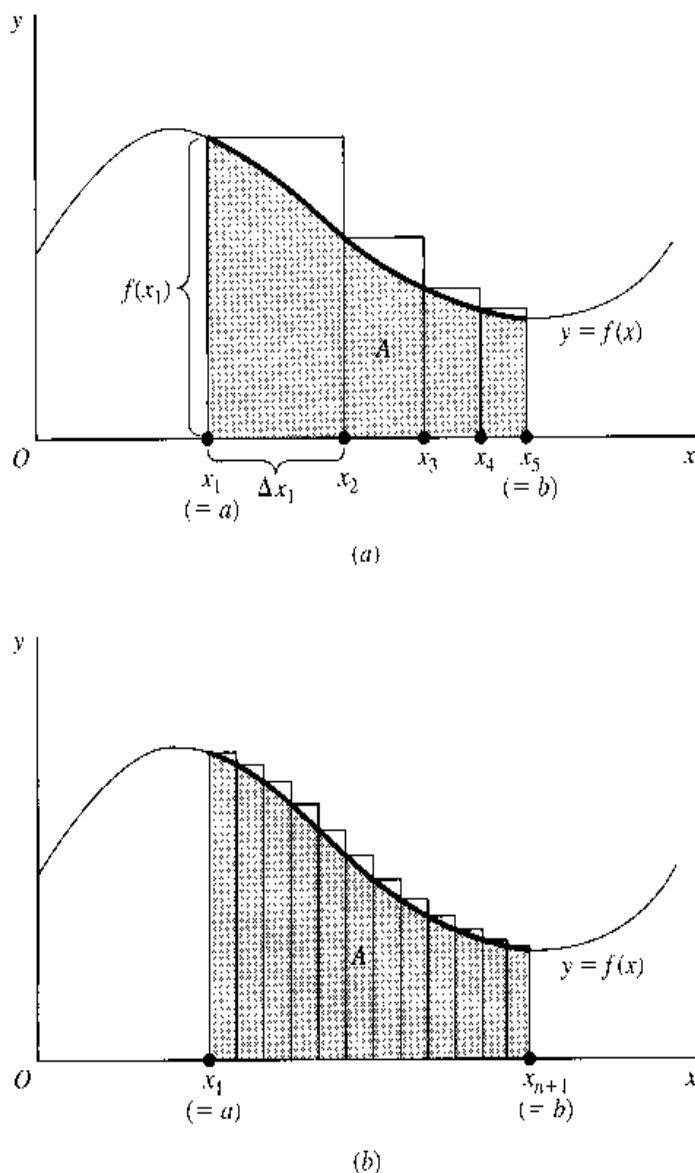 y
f(x₁)
A
y = f(x)
O
x₁
Δx₁
x₂
x₃
x₄
x₅
x
(= a)
(= b)
(a)
y
A
y = f(x)
O
x₁
xₙ₊₁
x
(= a)
(= b)
(b)